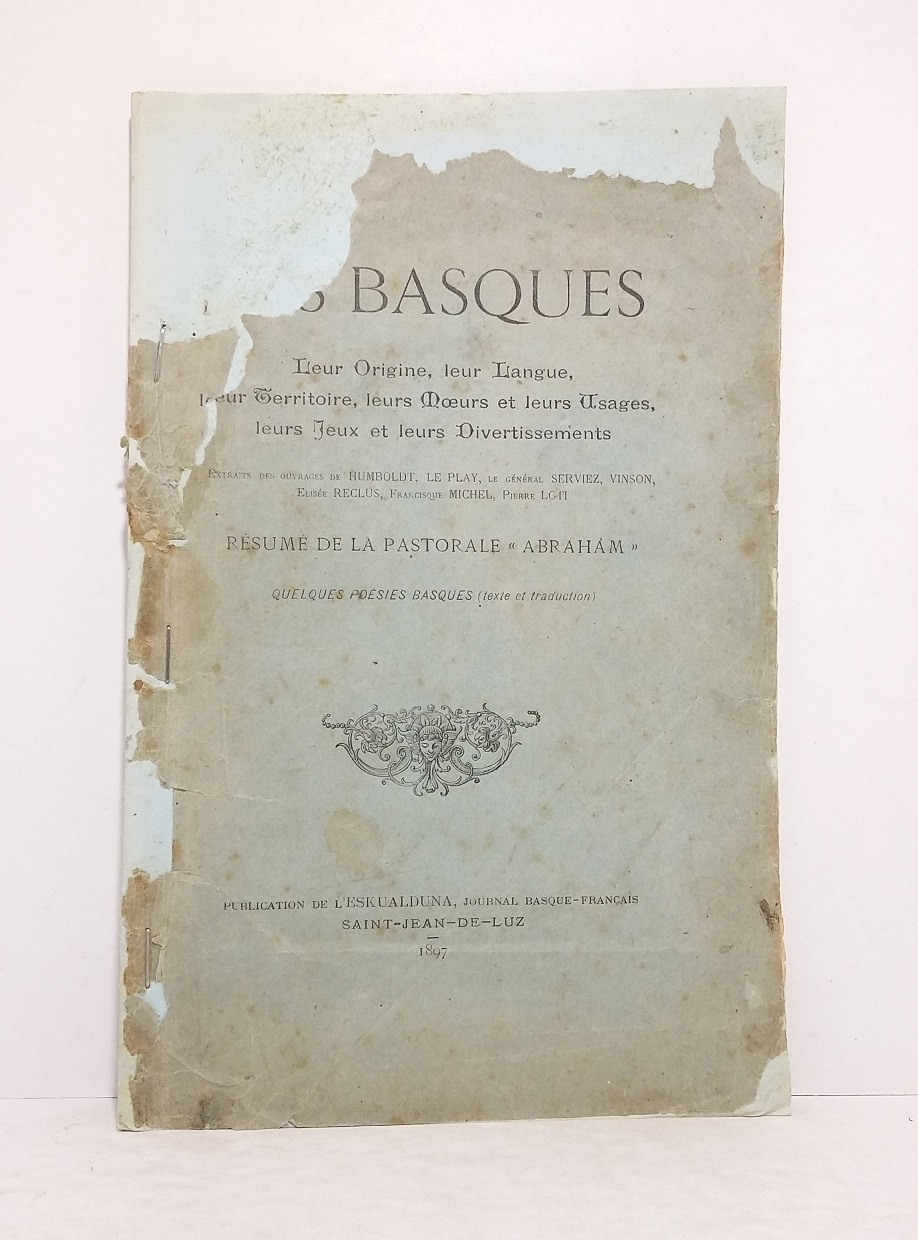 BASQUES
Leur Origine, leur Langue,
leur Territoire, leurs Mœurs et leurs Usages,
leurs Jeux et leurs Divertissements
EXTRAITS DES OUVRAGES DE HUMBOLDT, LE PLAY, LE GÉNÉRAL SERVIEZ, VINSON,
ELISÉE RECLUS, FRANCISQUE MICHEL, PIERRE LOTI
RÉSUMÉ DE LA PASTORALE « ABRAHAM »
QUELQUES POÉSIES BASQUES (texte et traduction)
PUBLICATION DE L'ESKUALDUNA, JOURNAL BASQUE-FRANÇAIS
SAINT-JEAN-DE-LUZ
1897